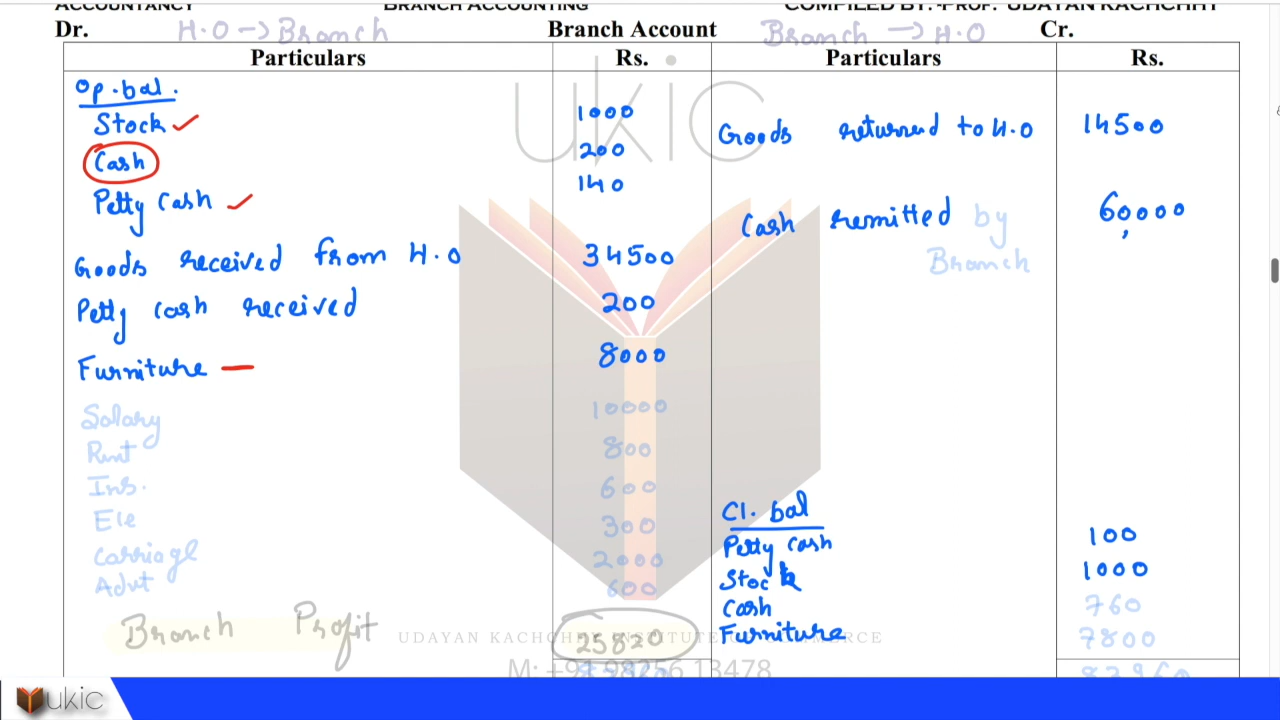 ACCOUNTANCY BRANCH ACCOUNTING COMPILED BY: -PROF. UDAYAN KACHCHHY
Dr. H.O → Branch Branch Account Branch → H.O Cr.
Particulars Rs. Particulars Rs.
Op. bal.
Stock ✓ 1000 Goods returned to H.O 14500
Cash 200
Petty Cash ✓ 140 Cash remitted by Branch 60000
Goods received from H.O 34500
Petty cash received 200
Furniture — 8000
Salary 10000
Rent 800
Ins. 600 Cl. bal
Ele 300 Petty Cash 100
Carriage 2000 Stock 1000
Advt 600 Cash 760
Branch Profit 25820 Furniture 7800
UDAYAN KACHCHHY INSTITUTE OF COMMERCE
M: +91 98256 13478
ukic
ukic